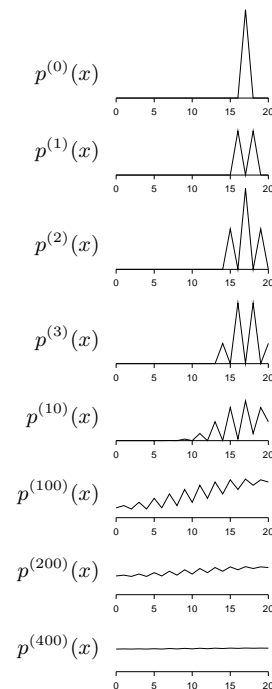 p^{(0)}(x)
0 5 10 15 20
p^{(1)}(x)
0 5 10 15 20
p^{(2)}(x)
0 5 10 15 20
p^{(3)}(x)
0 5 10 15 20
p^{(10)}(x)
0 5 10 15 20
p^{(100)}(x)
0 5 10 15 20
p^{(200)}(x)
0 5 10 15 20
p^{(400)}(x)
0 5 10 15 20